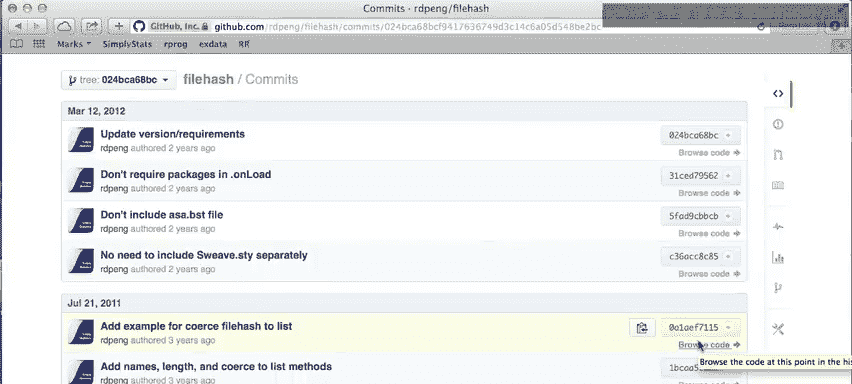 Commits · rdpeng/filehash
GitHub, Inc. github.com/rdpeng/filehash/commits/024bca68bcf9417636749d3c14c6a05d548be2bc
Marks SimplyStats rprog exdata RR
tree: 024bca68bc filehash / Commits
Mar 12, 2012
Update version/requirements
024bca68bc
rdpeng authored 2 years ago
Browse code
Don't require packages in .onLoad
31ced79562
rdpeng authored 2 years ago
Browse code
Don't include asa.bst file
5fad9cbbcb
rdpeng authored 2 years ago
Browse code
No need to include Sweave.sty separately
c36acc8c85
rdpeng authored 2 years ago
Browse code
Jul 21, 2011
Add example for coerce filehash to list
0a1aef7115
rdpeng authored 3 years ago
Browse code
Browse the code at this point in the his
Add names, length, and coerce to list methods